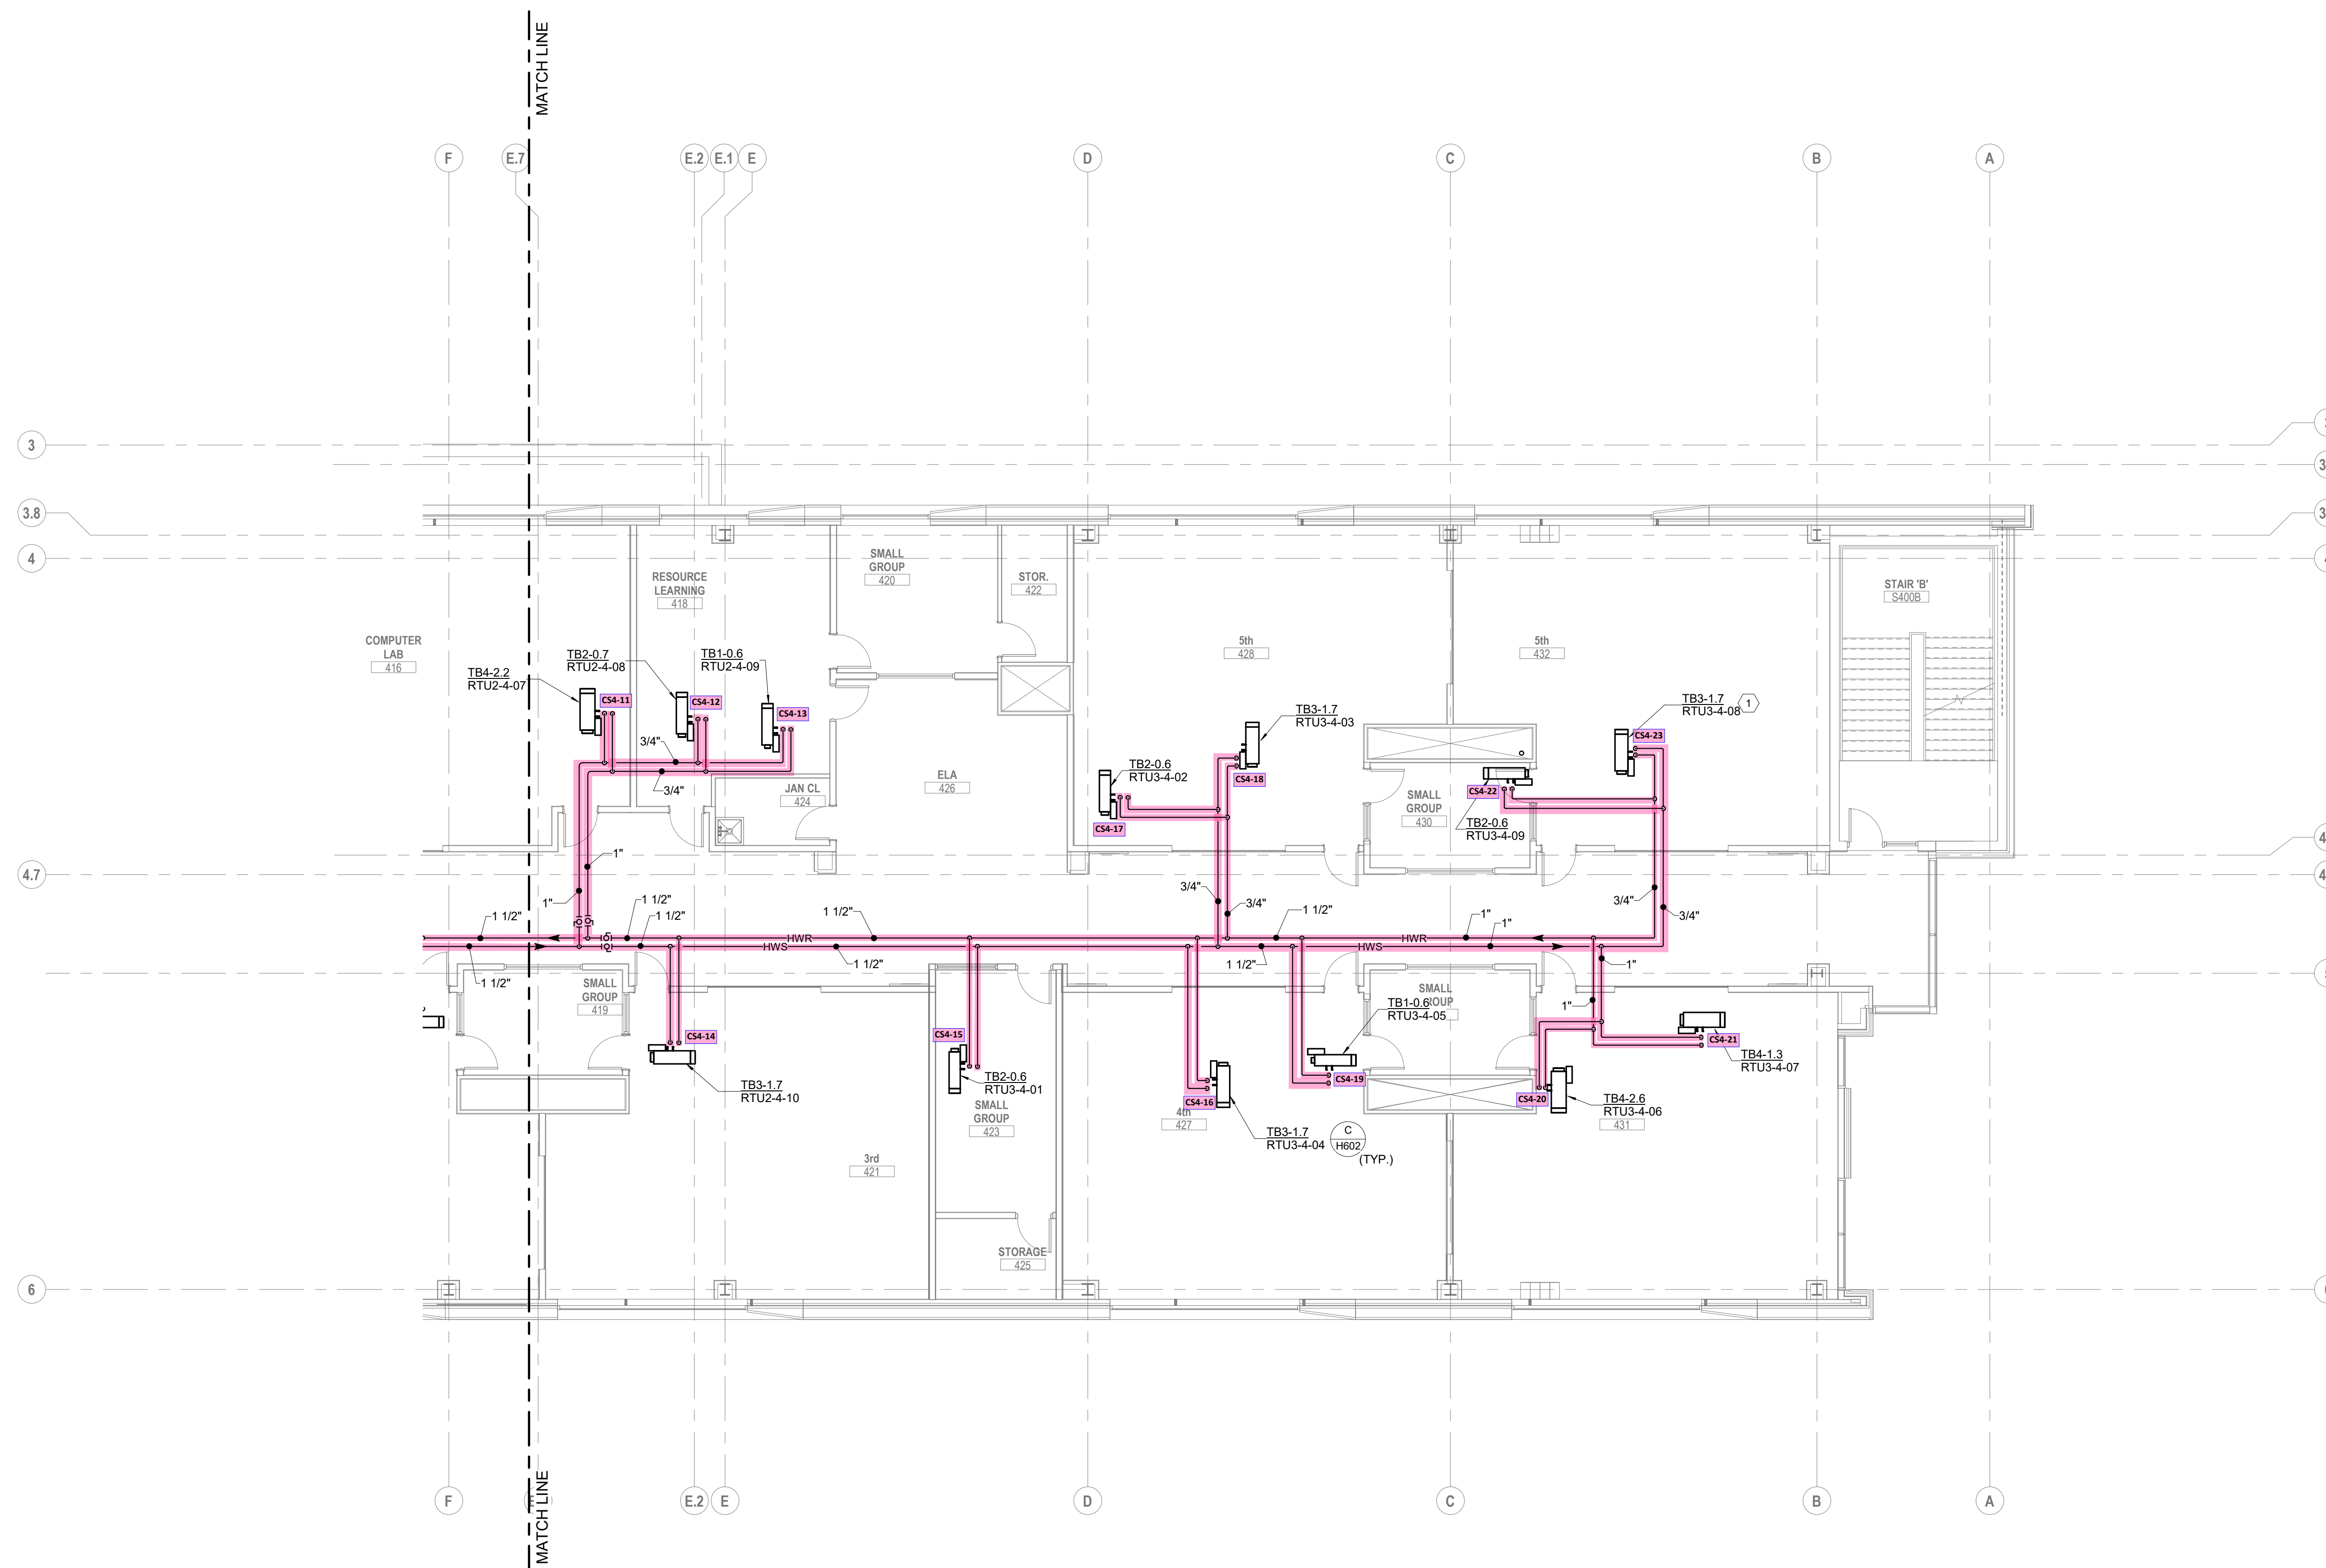 MATCH LINE
F
E.7
E.2
E.1
E
D
C
B
A
3
3.8
4
SMALL
GROUP
420
STOR.
422
RESOURCE
LEARNING
418
STAIR 'B'
S400B
COMPUTER
LAB
416
5th
428
5th
432
TB4-2.2
RTU2-4-07
TB2-0.7
RTU2-4-08
TB1-0.6
RTU2-4-09
CS4-11
CS4-12
CS4-13
TB3-1.7
RTU3-4-03
TB3-1.7
RTU3-4-08
1
CS4-23
3/4"
3/4"
TB2-0.6
RTU3-4-02
CS4-18
CS4-17
ELA
426
JAN CL
424
SMALL
GROUP
430
CS4-22
TB2-0.6
RTU3-4-09
4.7
1"
1"
1 1/2"
1 1/2"
1 1/2"
1 1/2"
3/4"
3/4"
1 1/2"
1"
1"
3/4"
3/4"
HWR
HWS
HWR
HWS
1 1/2"
1 1/2"
1 1/2"
1"
1"
SMALL
GROUP
419
CS4-14
TB3-1.7
RTU2-4-10
CS4-15
TB2-0.6
RTU3-4-01
SMALL
GROUP
423
SMALL
TB1-0.6
RTU3-4-05
CS4-19
CS4-16
4th
427
TB3-1.7
RTU3-4-04
C
H602
(TYP.)
CS4-21
TB4-1.3
RTU3-4-07
CS4-20
TB4-2.6
RTU3-4-06
431
3rd
421
STORAGE
425
6
F
E.2
E
D
C
B
A
MATCH LINE